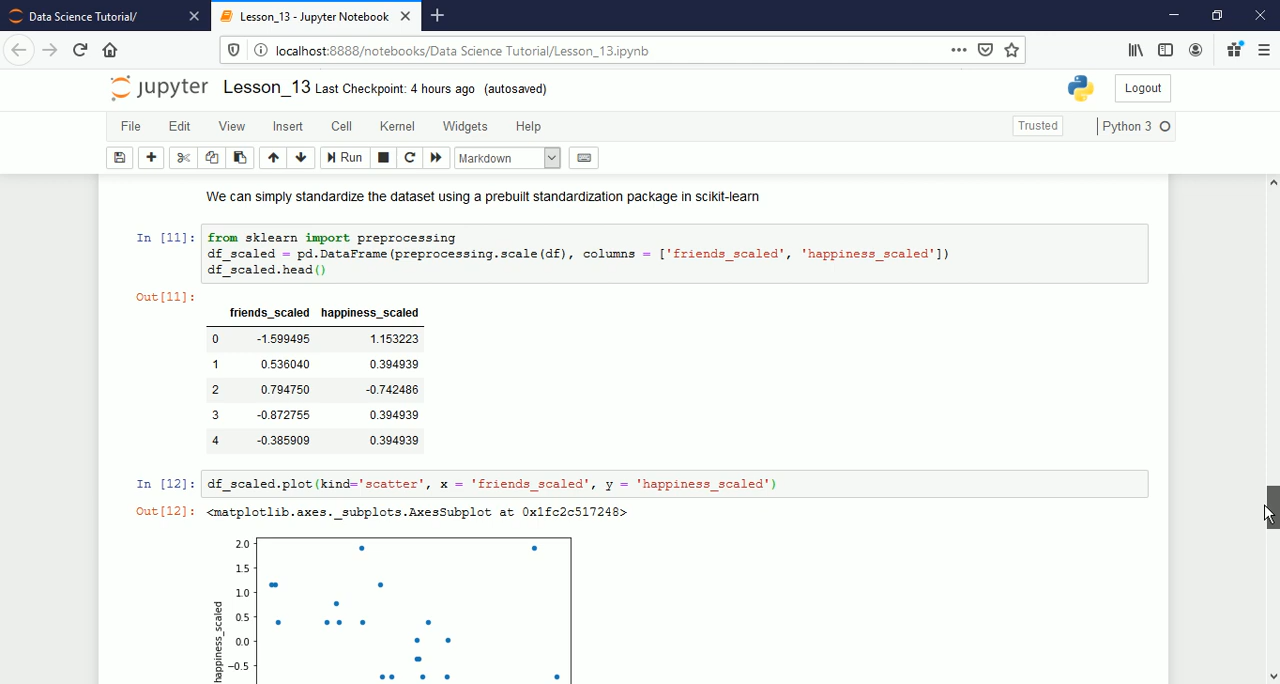 Data Science Tutorial/
Lesson_13 - Jupyter Notebook
localhost:8888/notebooks/Data Science Tutorial/Lesson_13.ipynb
jupyter Lesson_13 Last Checkpoint: 4 hours ago (autosaved)
Logout
File Edit View Insert Cell Kernel Widgets Help
Trusted
Python 3
Run
Markdown
We can simply standardize the dataset using a prebuilt standardization package in scikit-learn
In [11]: from sklearn import preprocessing
df_scaled = pd.DataFrame(preprocessing.scale(df), columns = ['friends_scaled', 'happiness_scaled'])
df_scaled.head()
Out[11]:
friends_scaled happiness_scaled
0 -1.599495 1.153223
1 0.536040 0.394939
2 0.794750 -0.742486
3 -0.872755 0.394939
4 -0.385909 0.394939
In [12]: df_scaled.plot(kind='scatter', x = 'friends_scaled', y = 'happiness_scaled')
Out[12]: <matplotlib.axes._subplots.AxesSubplot at 0x1fc2c517248>
2.0
1.5
1.0
0.5
0.0
-0.5
happiness_scaled